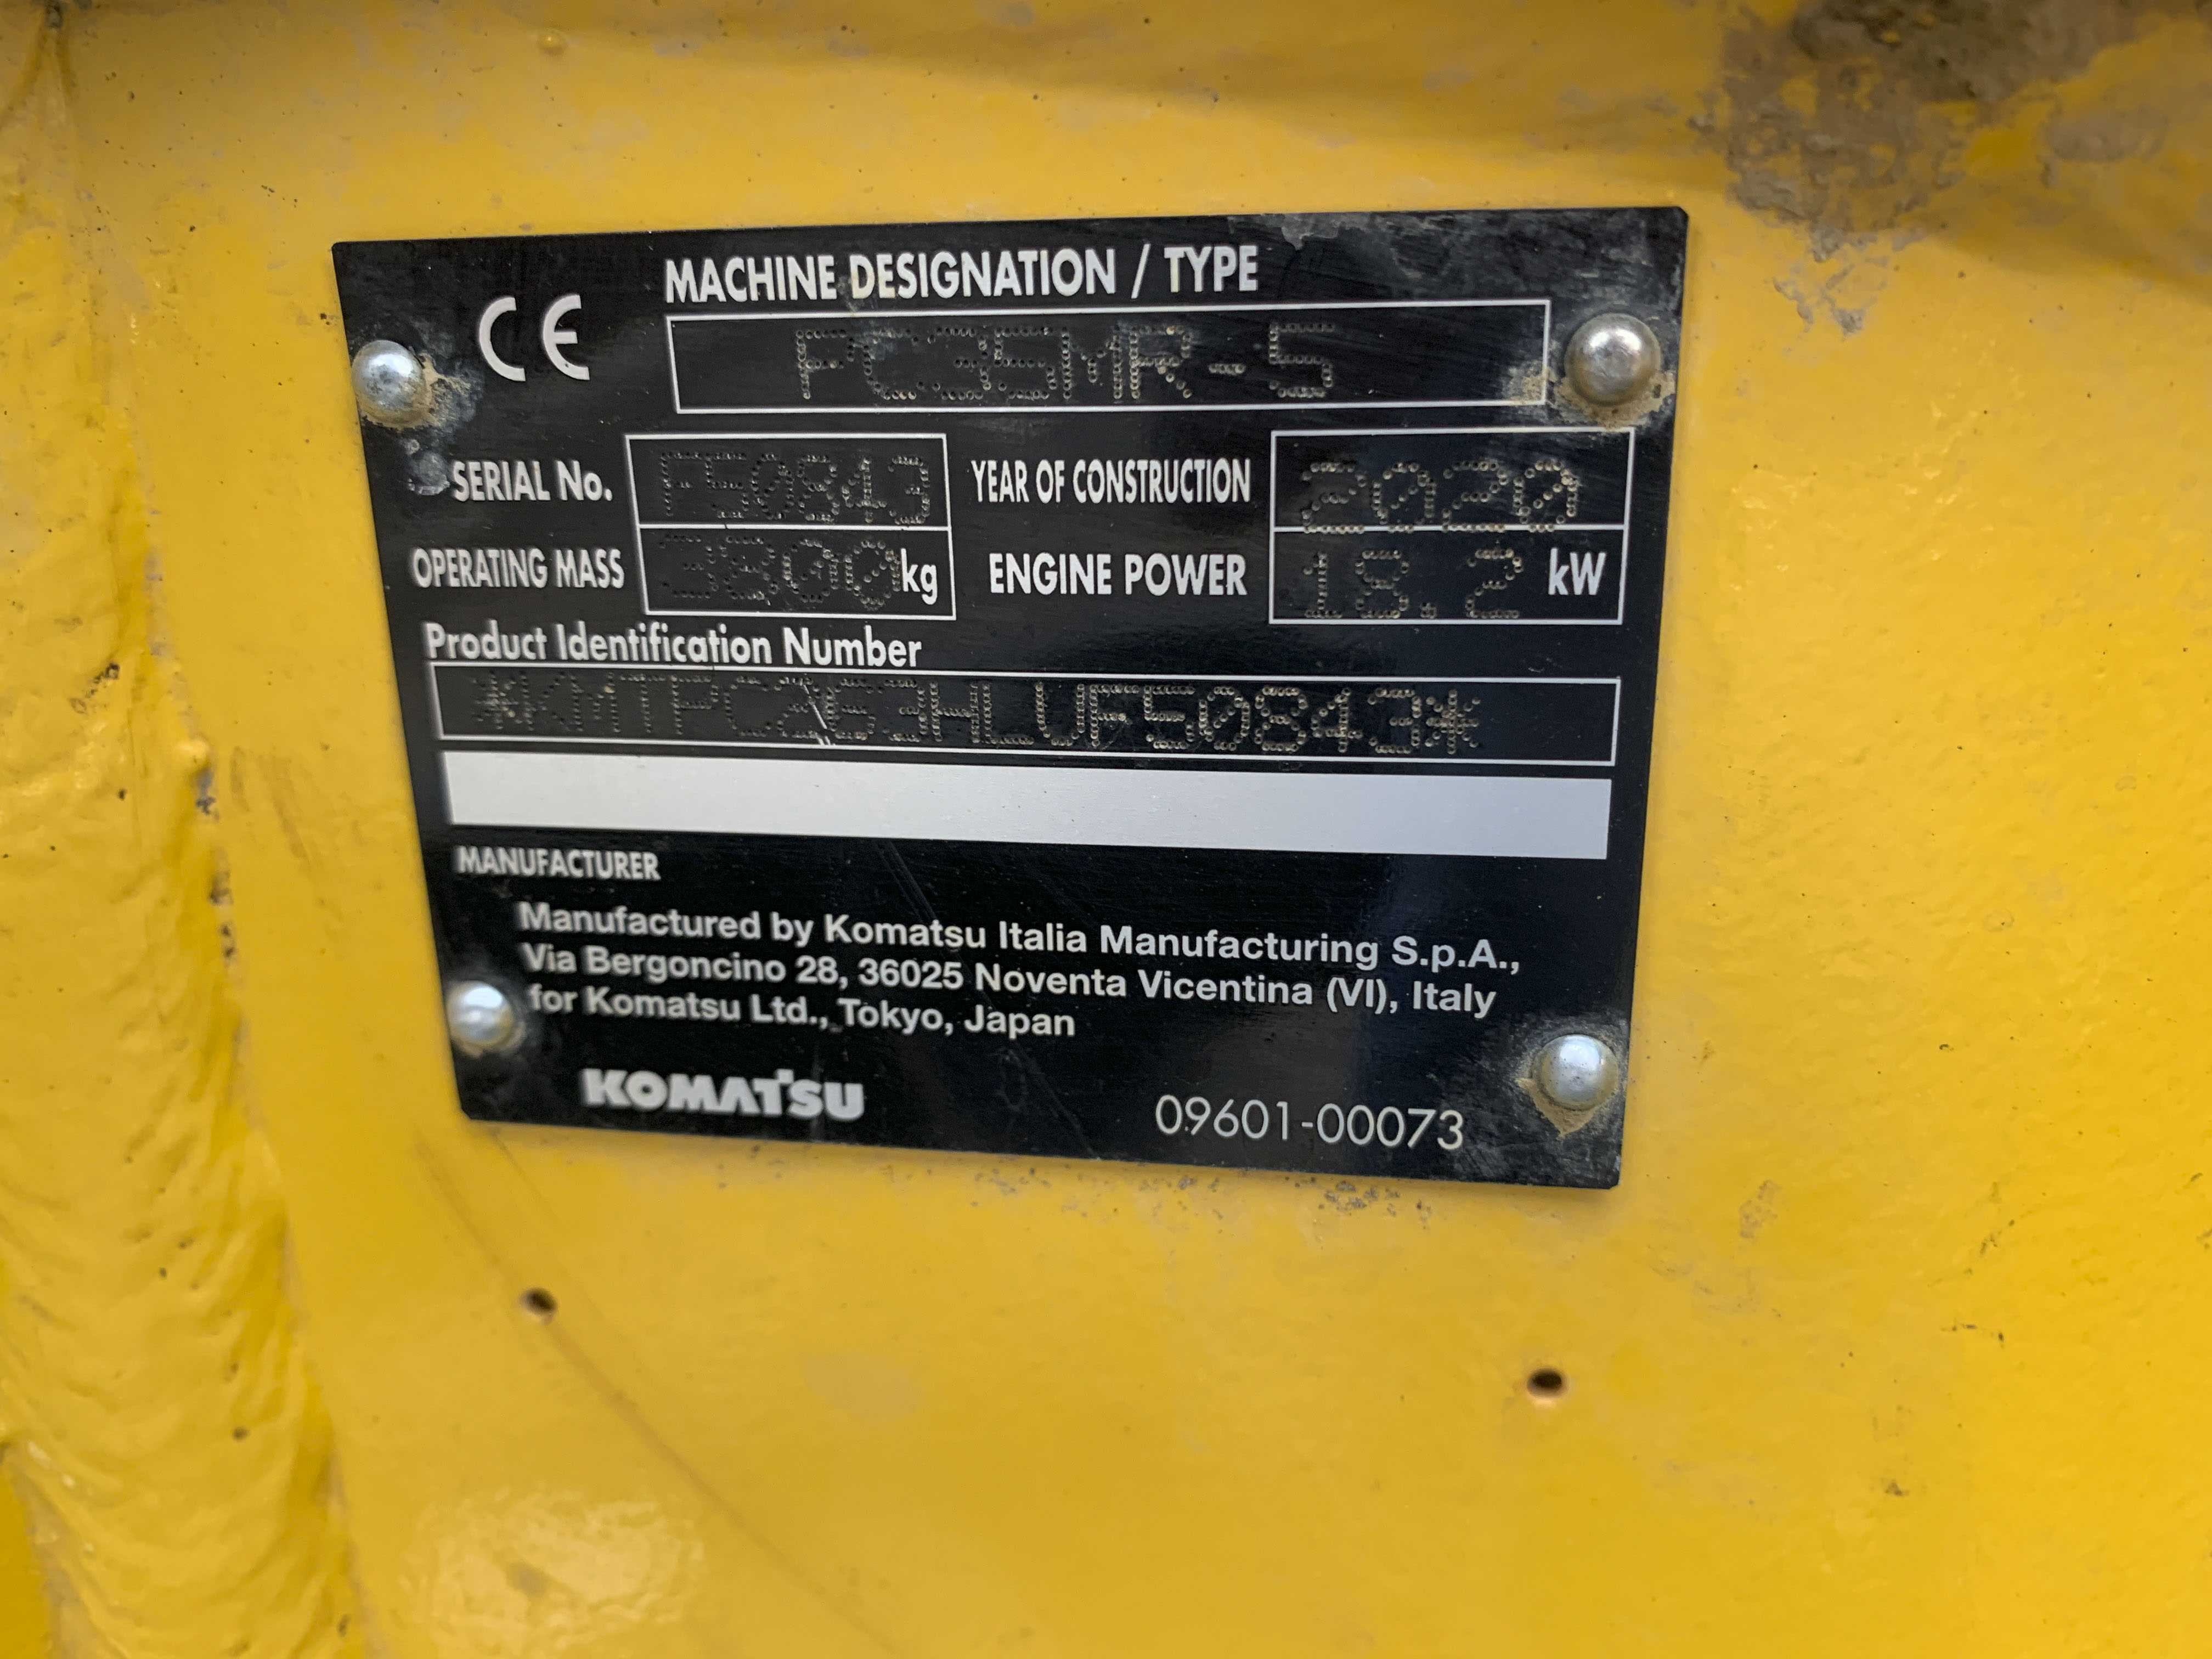 CE
MACHINE DESIGNATION / TYPE
PC35MR-5
SERIAL No. F50843 YEAR OF CONSTRUCTION 2020
OPERATING MASS 3800 kg ENGINE POWER 18.2 kW
Product Identification Number
*KMTPC263HLUF50843*
MANUFACTURER
Manufactured by Komatsu Italia Manufacturing S.p.A.,
Via Bergoncino 28, 36025 Noventa Vicentina (VI), Italy
for Komatsu Ltd., Tokyo, Japan
KOMATSU 09601-00073